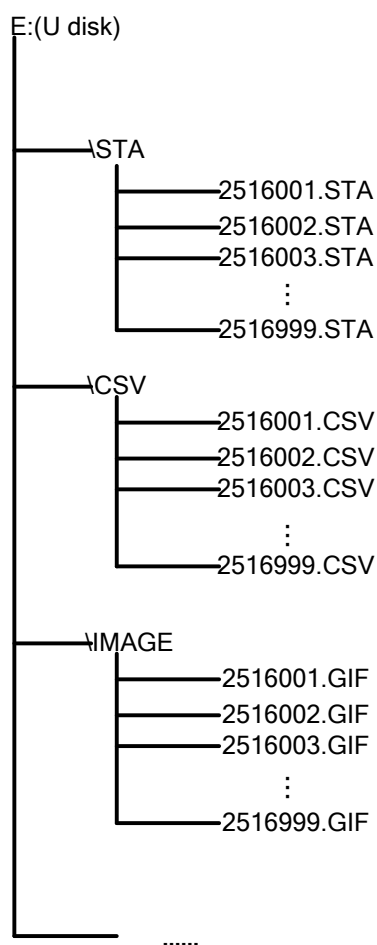 E:(U disk)
\STA
2516001.STA
2516002.STA
2516003.STA
⋮
2516999.STA
\CSV
2516001.CSV
2516002.CSV
2516003.CSV
⋮
2516999.CSV
\IMAGE
2516001.GIF
2516002.GIF
2516003.GIF
⋮
2516999.GIF
......